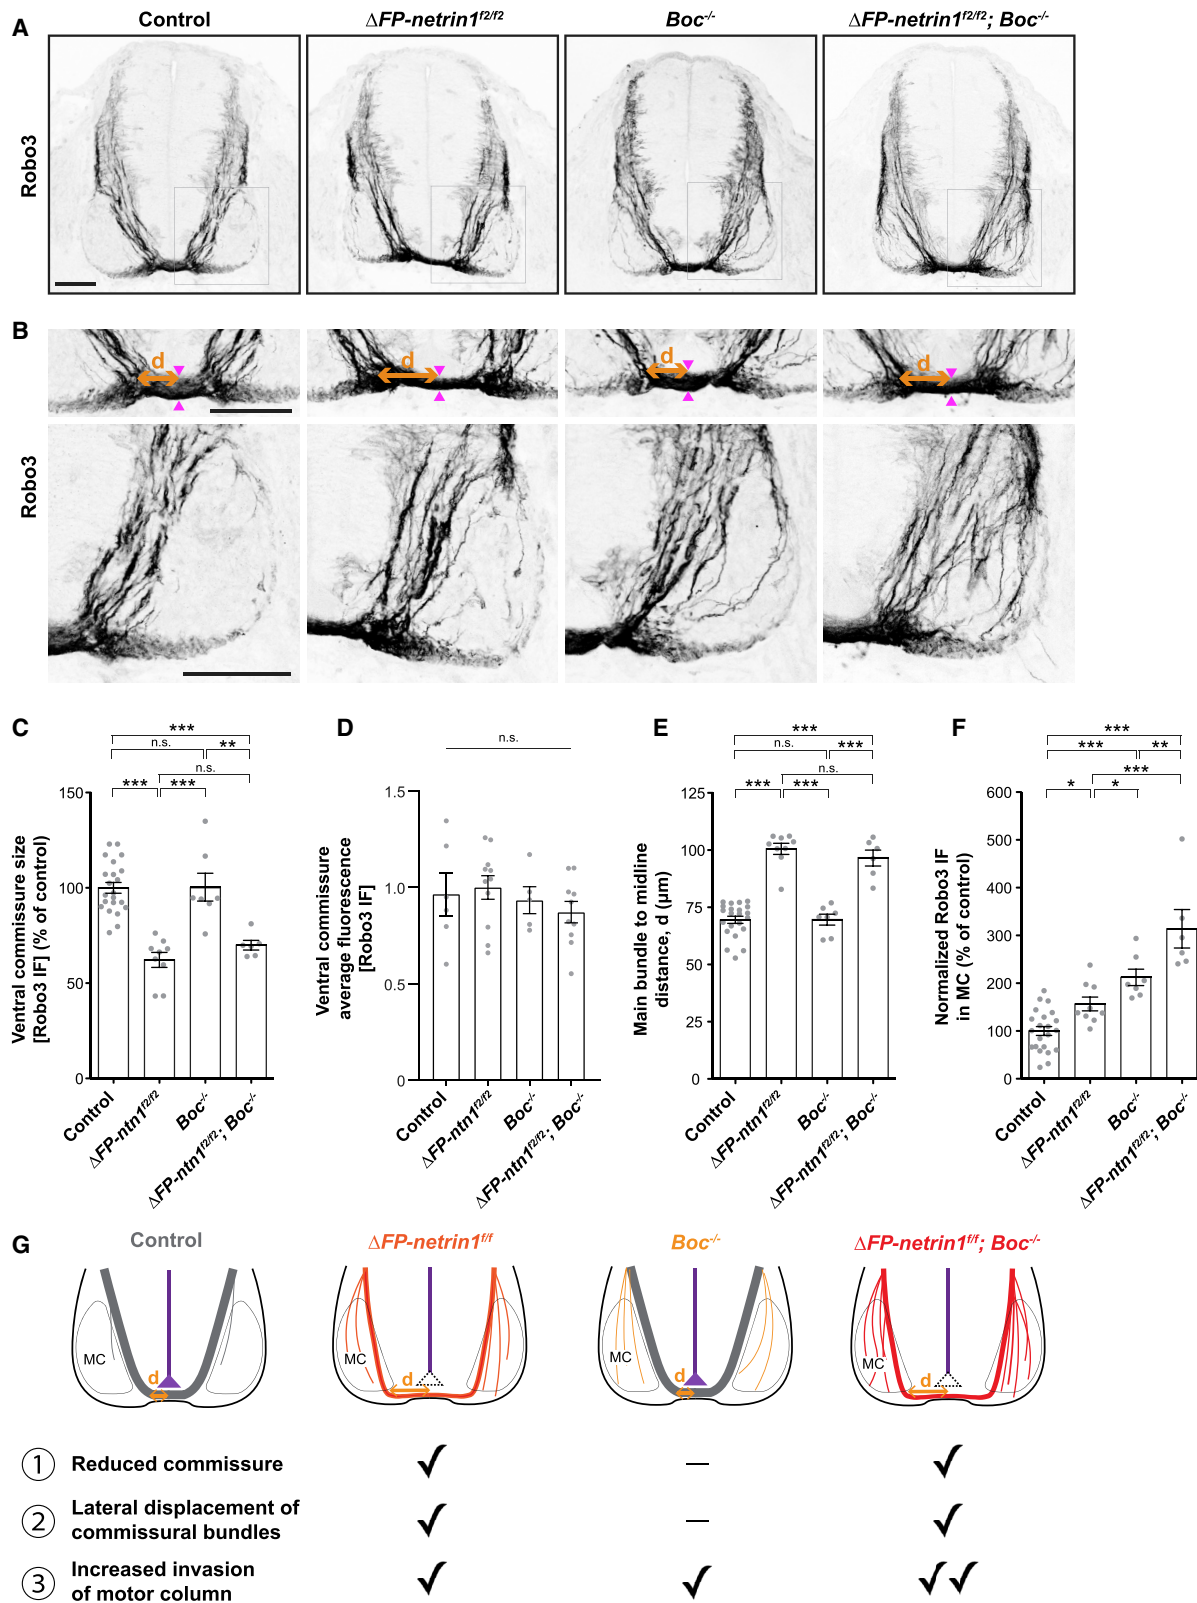 A
Control
ΔFP-netrin1f2/f2
Boc-/-
ΔFP-netrin1f2/f2; Boc-/-
Robo3
B
d
d
d
d
Robo3
C
***
n.s.
**
n.s.
***
***
Ventral commissure size
[Robo3 IF] (% of control)
150
100
50
0
Control
ΔFP-ntn1f2/f2
Boc-/-
ΔFP-ntn1f2/f2; Boc-/-
D
n.s.
Ventral commissure
average fluorescence
[Robo3 IF]
1.5
1.0
0.5
0
Control
ΔFP-ntn1f2/f2
Boc-/-
ΔFP-ntn1f2/f2; Boc-/-
E
***
n.s.
***
n.s.
***
***
Main bundle to midline
distance, d (μm)
125
100
75
50
25
0
Control
ΔFP-ntn1f2/f2
Boc-/-
ΔFP-ntn1f2/f2; Boc-/-
F
***
***
**
***
*
*
Normalized Robo3 IF
in MC (% of control)
600
500
400
300
200
100
0
Control
ΔFP-ntn1f2/f2
Boc-/-
ΔFP-ntn1f2/f2; Boc-/-
G
Control
ΔFP-netrin1f/f
Boc-/-
ΔFP-netrin1f/f; Boc-/-
MC
d
MC
d
MC
d
MC
d
1 Reduced commissure
2 Lateral displacement of
commissural bundles
3 Increased invasion
of motor column